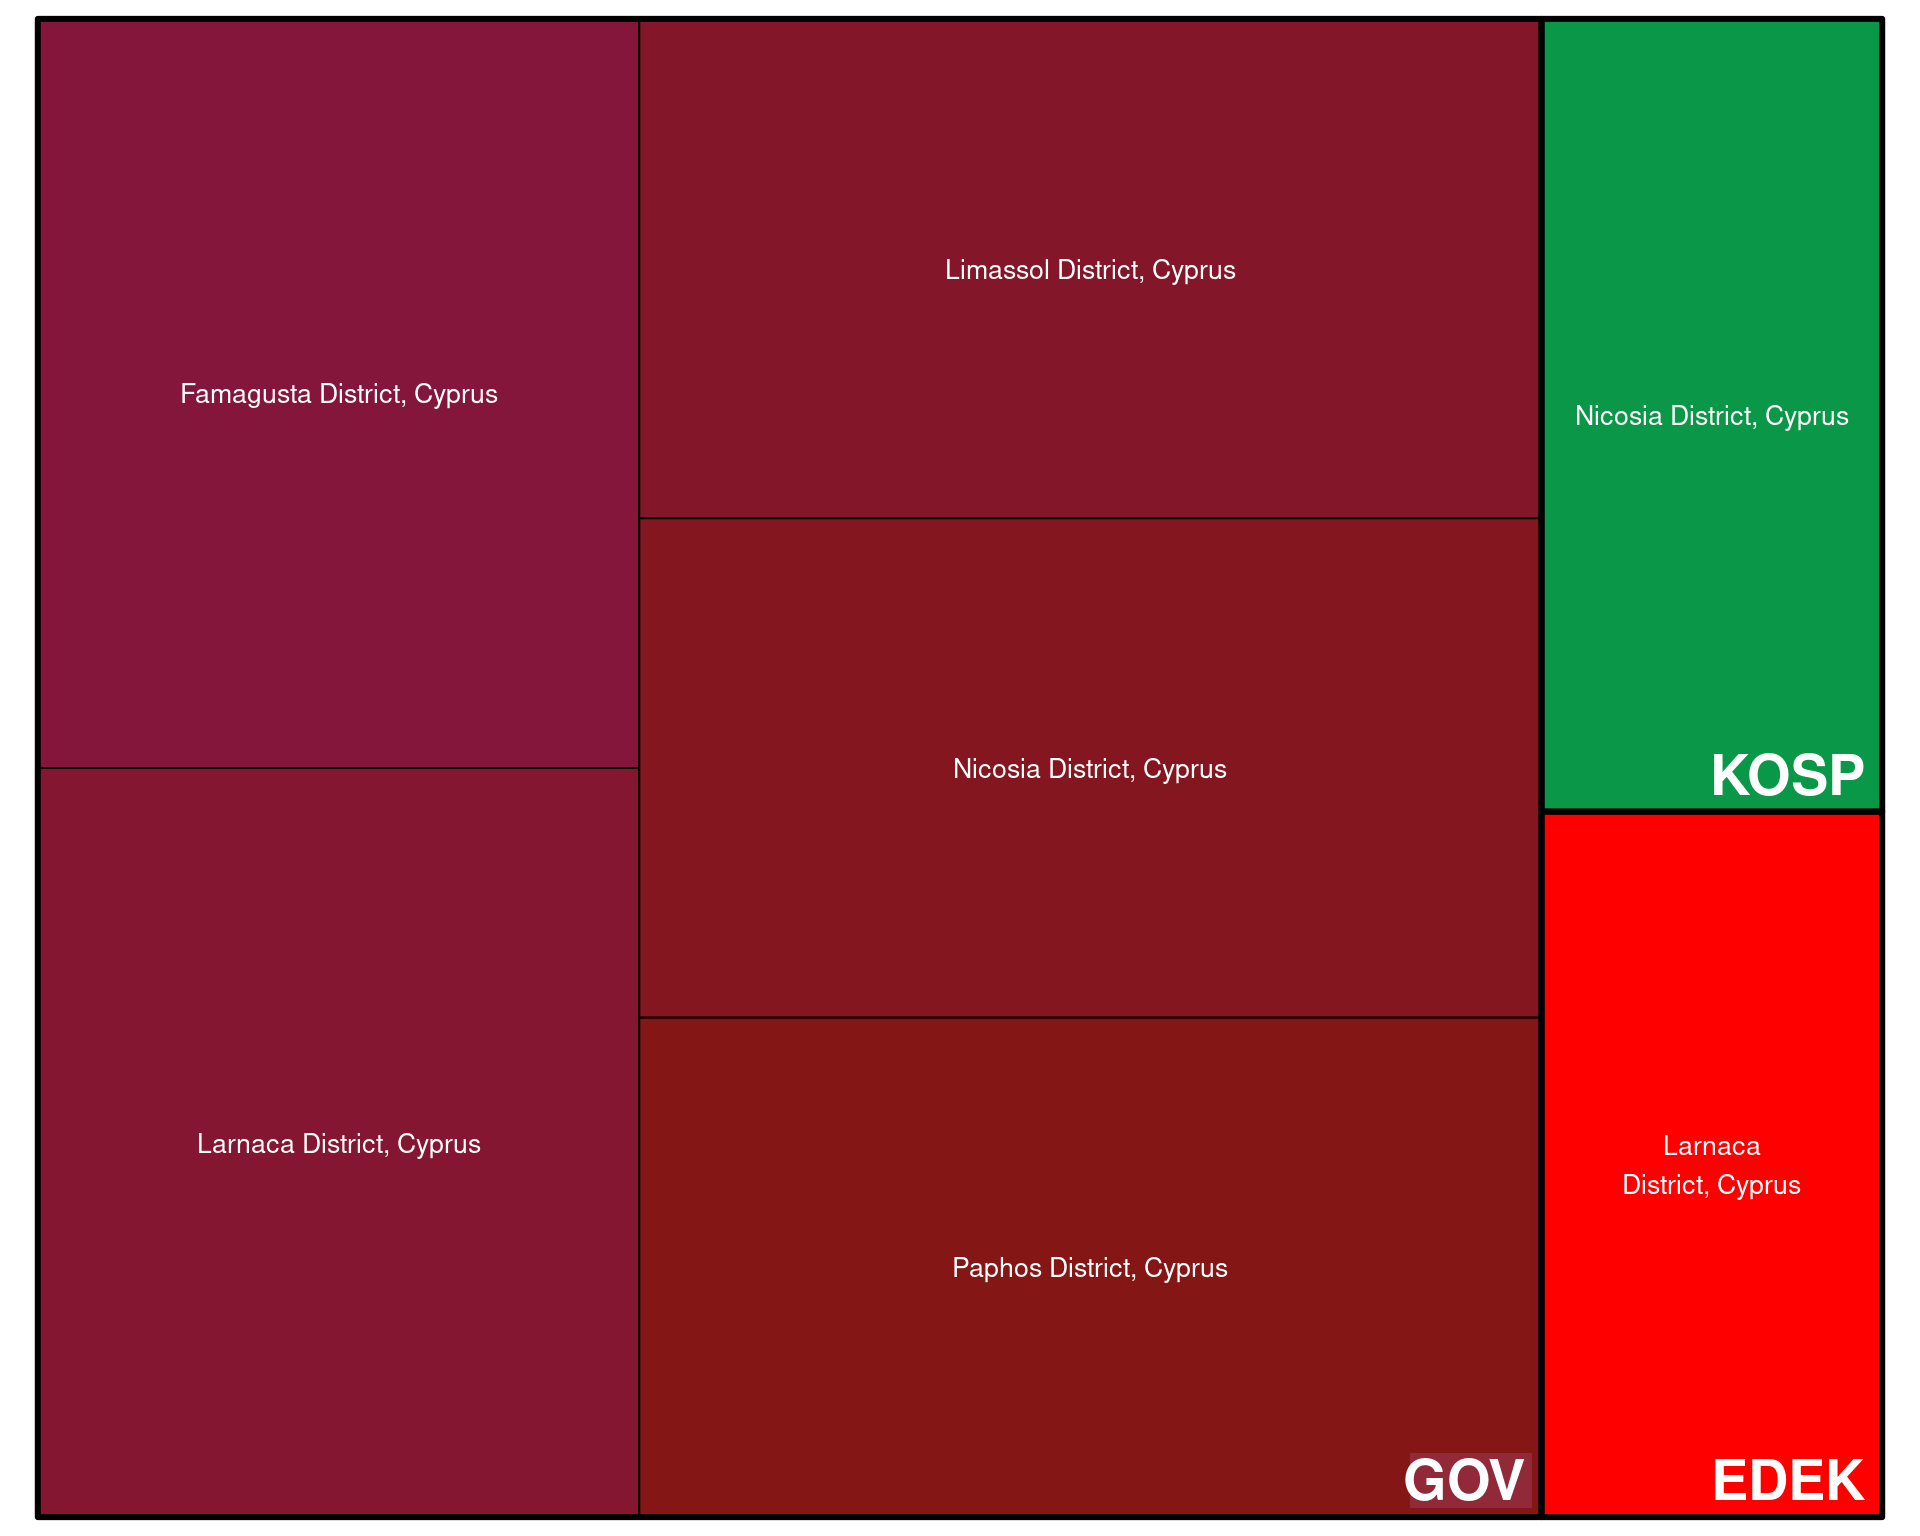 Famagusta District, Cyprus
Larnaca District, Cyprus
Limassol District, Cyprus
Nicosia District, Cyprus
Paphos District, Cyprus
GOV
Nicosia District, Cyprus
KOSP
Larnaca
District, Cyprus
EDEK